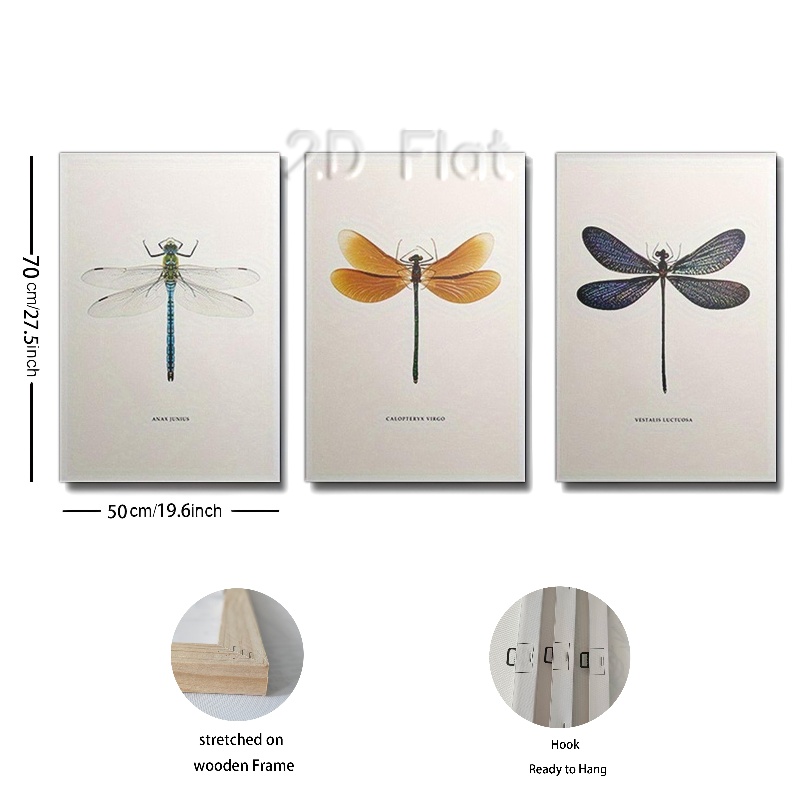 2D Flat
70cm/27.5inch
ANAX JUNIUS
CALOPTERYX VIRGO
VESTALIS LUCTUOSA
50cm/19.6inch
stretched on
wooden Frame
Hook
Ready to Hang